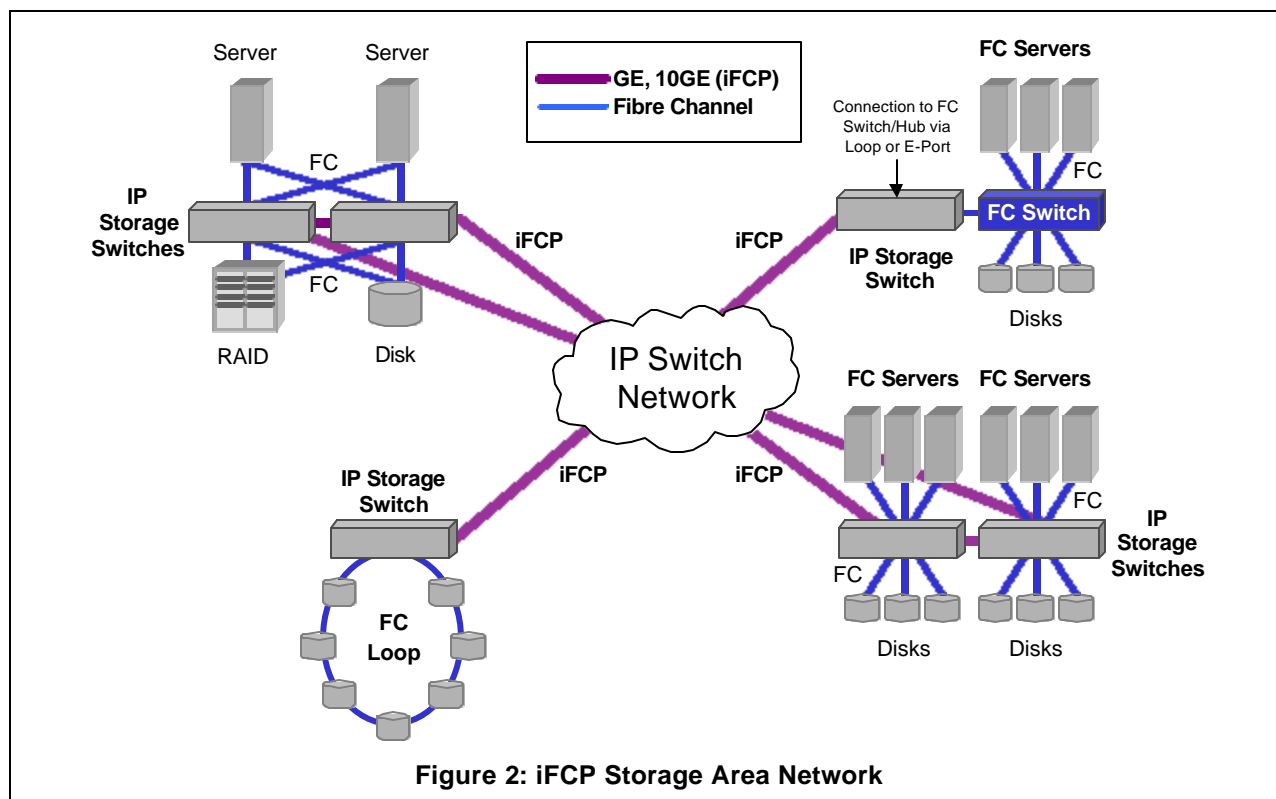 Server
Server
FC
IP
Storage
Switches
FC
RAID
Disk
GE, 10GE (iFCP)
Fibre Channel
FC Servers
Connection to FC
Switch/Hub via
Loop or E-Port
FC
FC Switch
IP Storage
Switch
Disks
iFCP
iFCP
IP Switch
Network
iFCP
iFCP
IP Storage
Switch
FC
Loop
FC Servers
FC Servers
FC
IP
Storage
Switches
FC
Disks
Disks
Figure 2: iFCP Storage Area Network